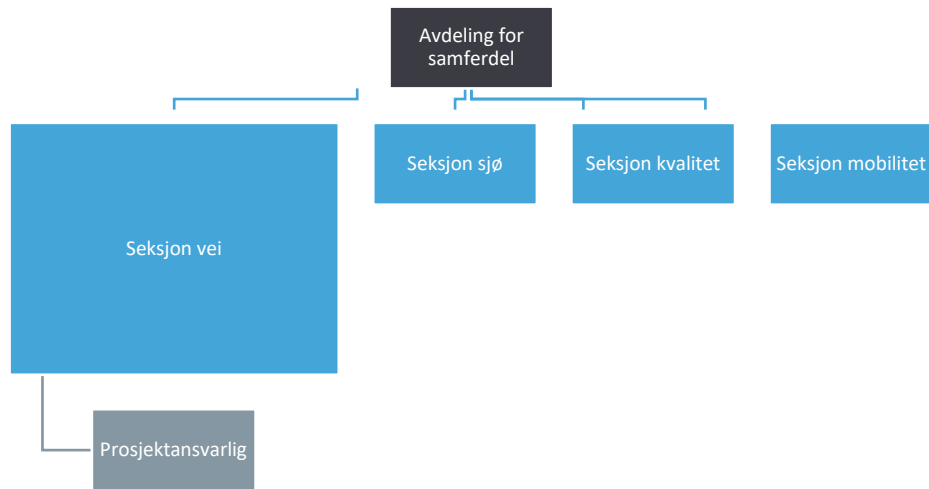 Avdeling for
samferdel
Seksjon vei
Seksjon sjø
Seksjon kvalitet
Seksjon mobilitet
Prosjektansvarlig